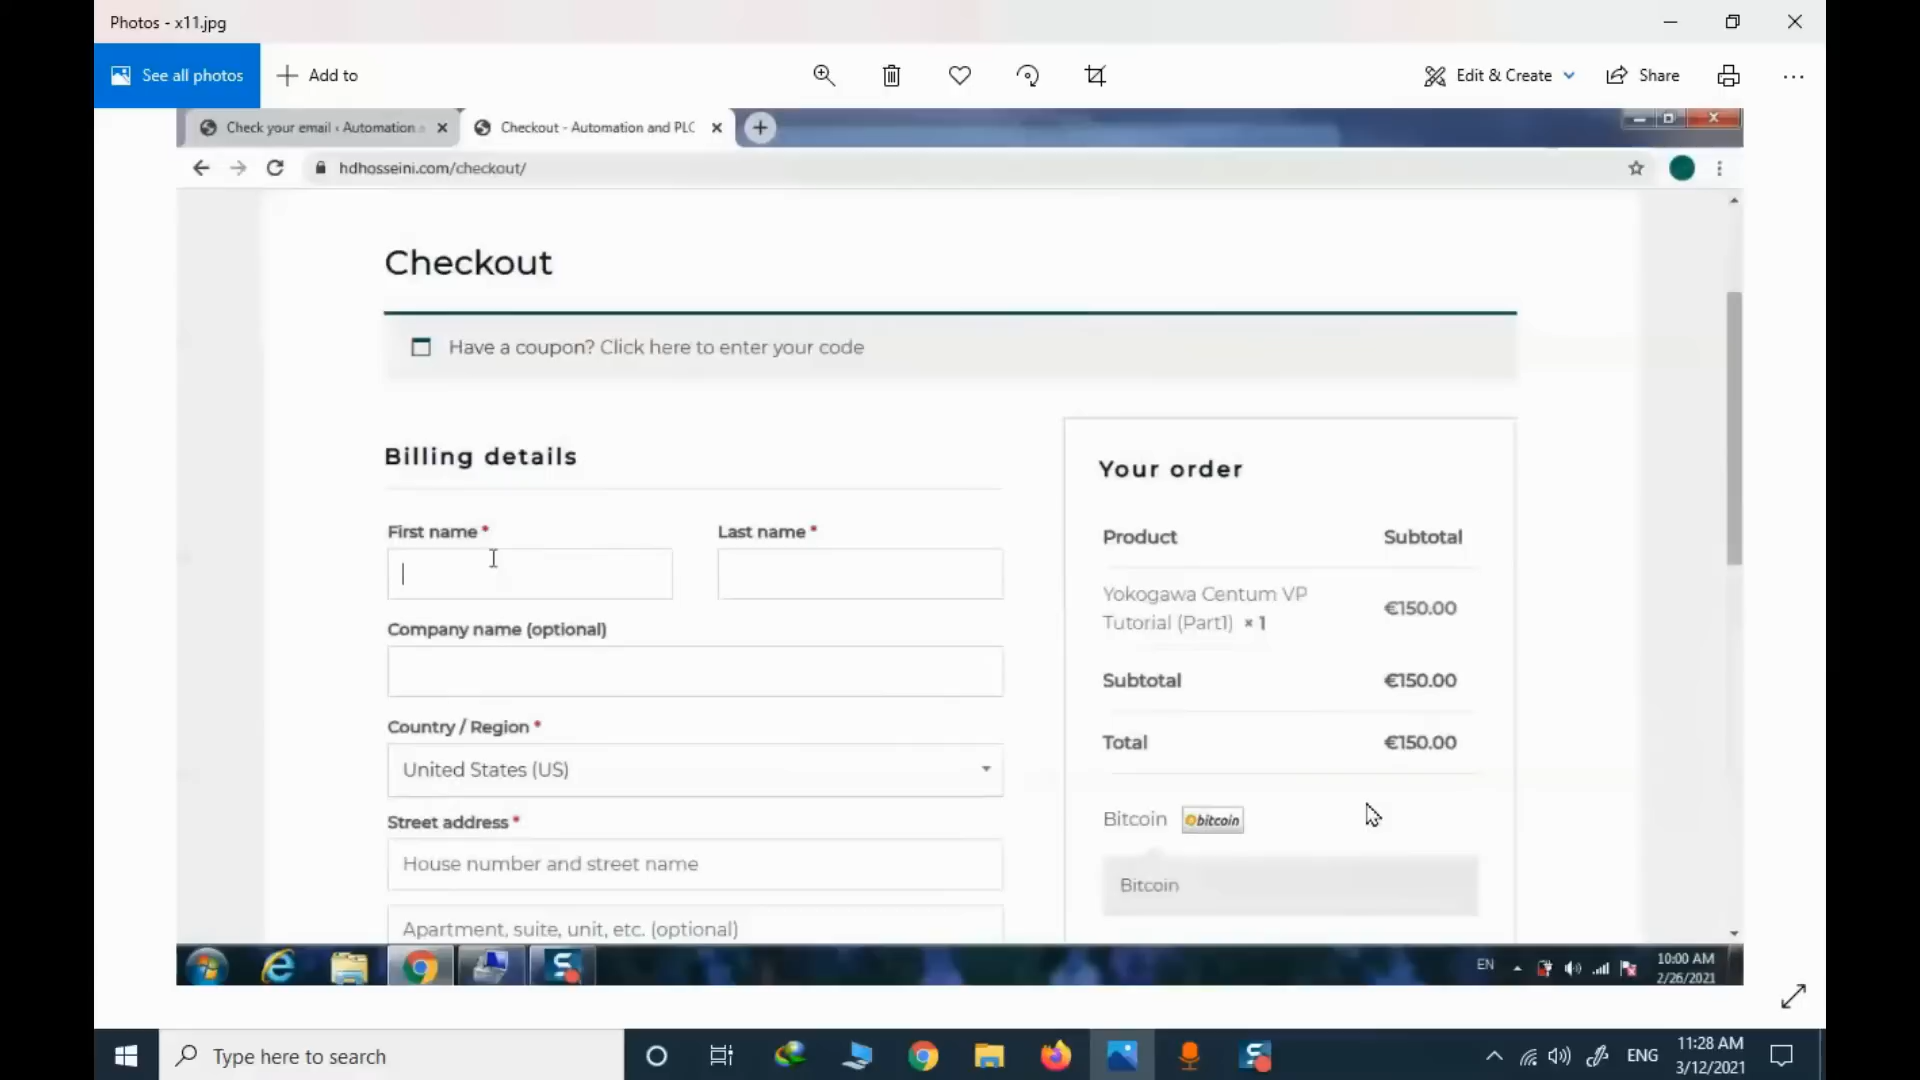 Photos - x11.jpg
See all photos
Add to
Edit & Create
Share
Check your email ‹ Automation
Checkout - Automation and PLC
hdhosseini.com/checkout/
Checkout
Have a coupon? Click here to enter your code
Billing details
First name *
Last name *
Company name (optional)
Country / Region *
United States (US)
Street address *
House number and street name
Apartment, suite, unit, etc. (optional)
Your order
Product Subtotal
Yokogawa Centum VP
Tutorial (Part1) × 1
€150.00
Subtotal €150.00
Total €150.00
Bitcoin bitcoin
Bitcoin
EN
10:00 AM
2/26/2021
Type here to search
ENG
11:28 AM
3/12/2021